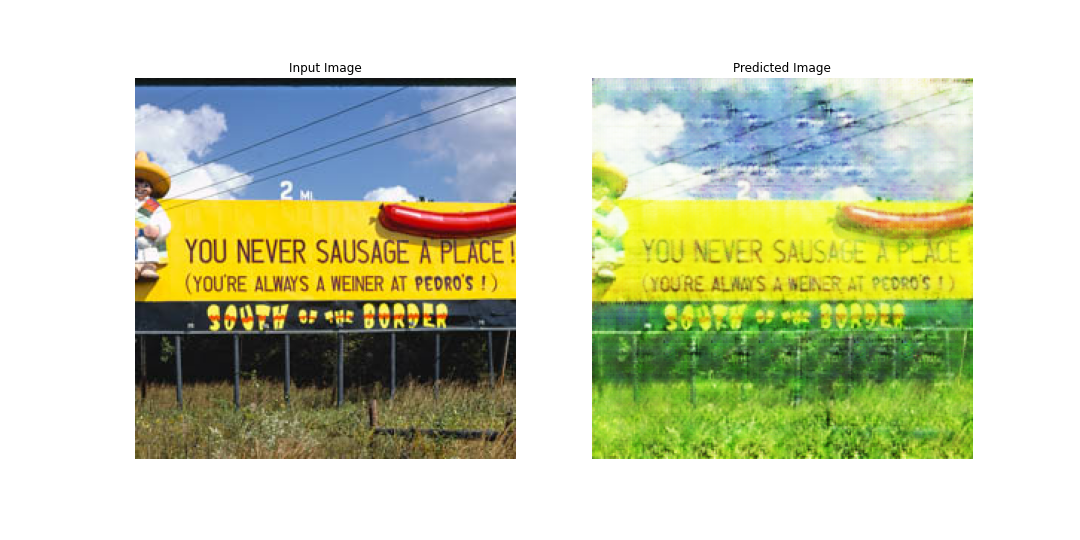 Input Image
2 MI.
YOU NEVER SAUSAGE A PLACE!
(YOU'RE ALWAYS A WEINER AT PEDRO'S!)
SOUTH OF THE BORDER
Predicted Image
2 MI.
YOU NEVER SAUSAGE A PLACE!
(YOU'RE ALWAYS A WEINER AT PEDRO'S!)
SOUTH OF THE BORDER